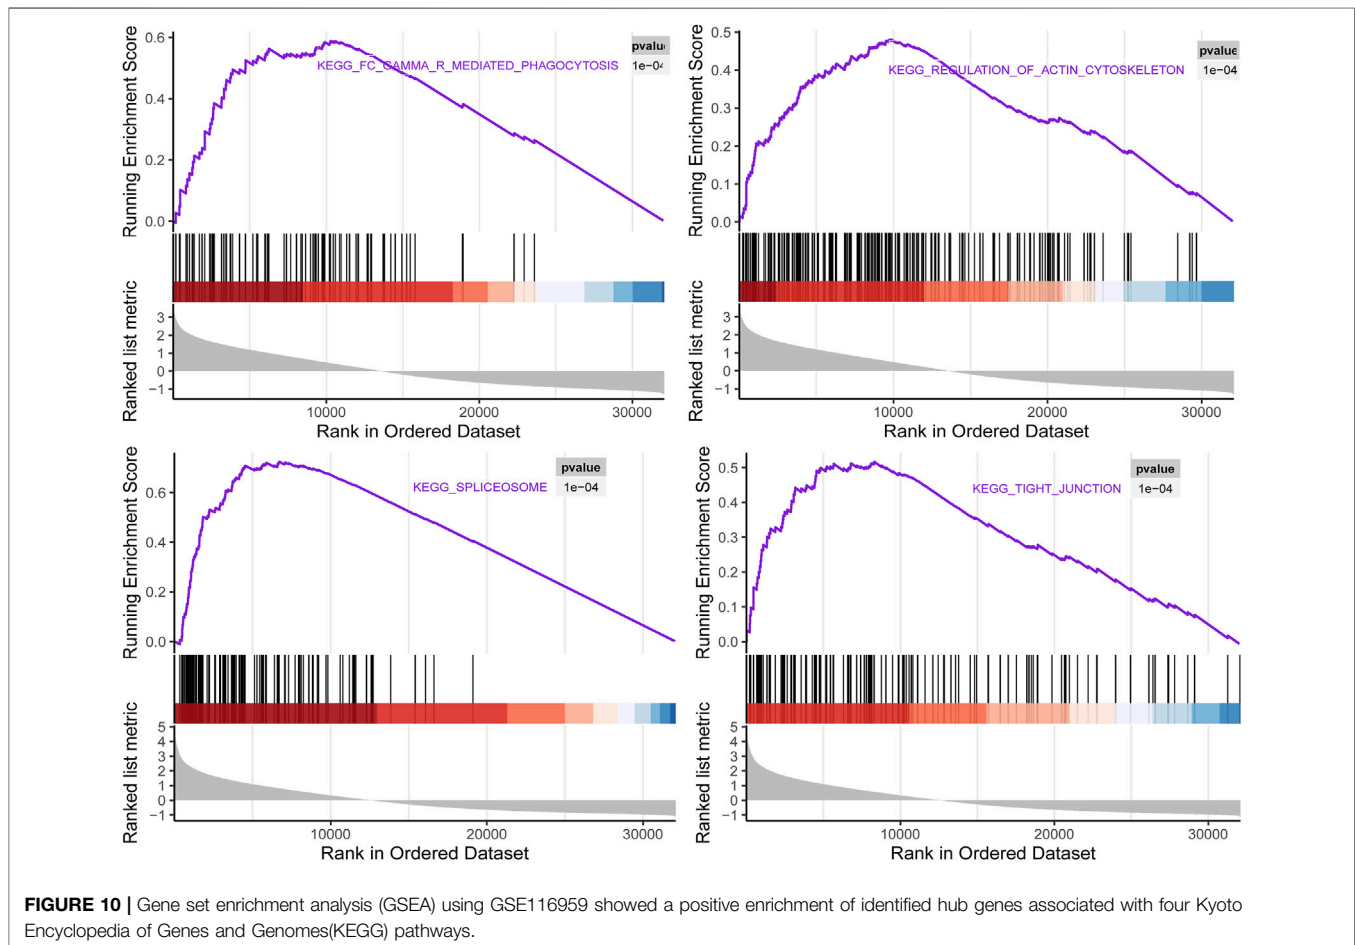 Running Enrichment Score
0.6
0.4
0.2
0.0
KEGG_FC_GAMMA_R_MEDIATED_PHAGOCYTOSIS
pvalue
1e-04
Ranked list metric
3
2
1
0
−1
10000 20000 30000
Rank in Ordered Dataset
Running Enrichment Score
0.5
0.4
0.3
0.2
0.1
0.0
KEGG_REGULATION_OF_ACTIN_CYTOSKELETON
pvalue
1e-04
Ranked list metric
3
2
1
0
−1
10000 20000 30000
Rank in Ordered Dataset
Running Enrichment Score
0.6
0.4
0.2
0.0
KEGG_SPLICEOSOME
pvalue
1e-04
Ranked list metric
5
4
3
2
1
0
−1
10000 20000 30000
Rank in Ordered Dataset
Running Enrichment Score
0.5
0.4
0.3
0.2
0.1
0.0
KEGG_TIGHT_JUNCTION
pvalue
1e-04
Ranked list metric
5
4
3
2
1
0
−1
10000 20000 30000
Rank in Ordered Dataset
FIGURE 10 | Gene set enrichment analysis (GSEA) using GSE116959 showed a positive enrichment of identified hub genes associated with four Kyoto
Encyclopedia of Genes and Genomes(KEGG) pathways.